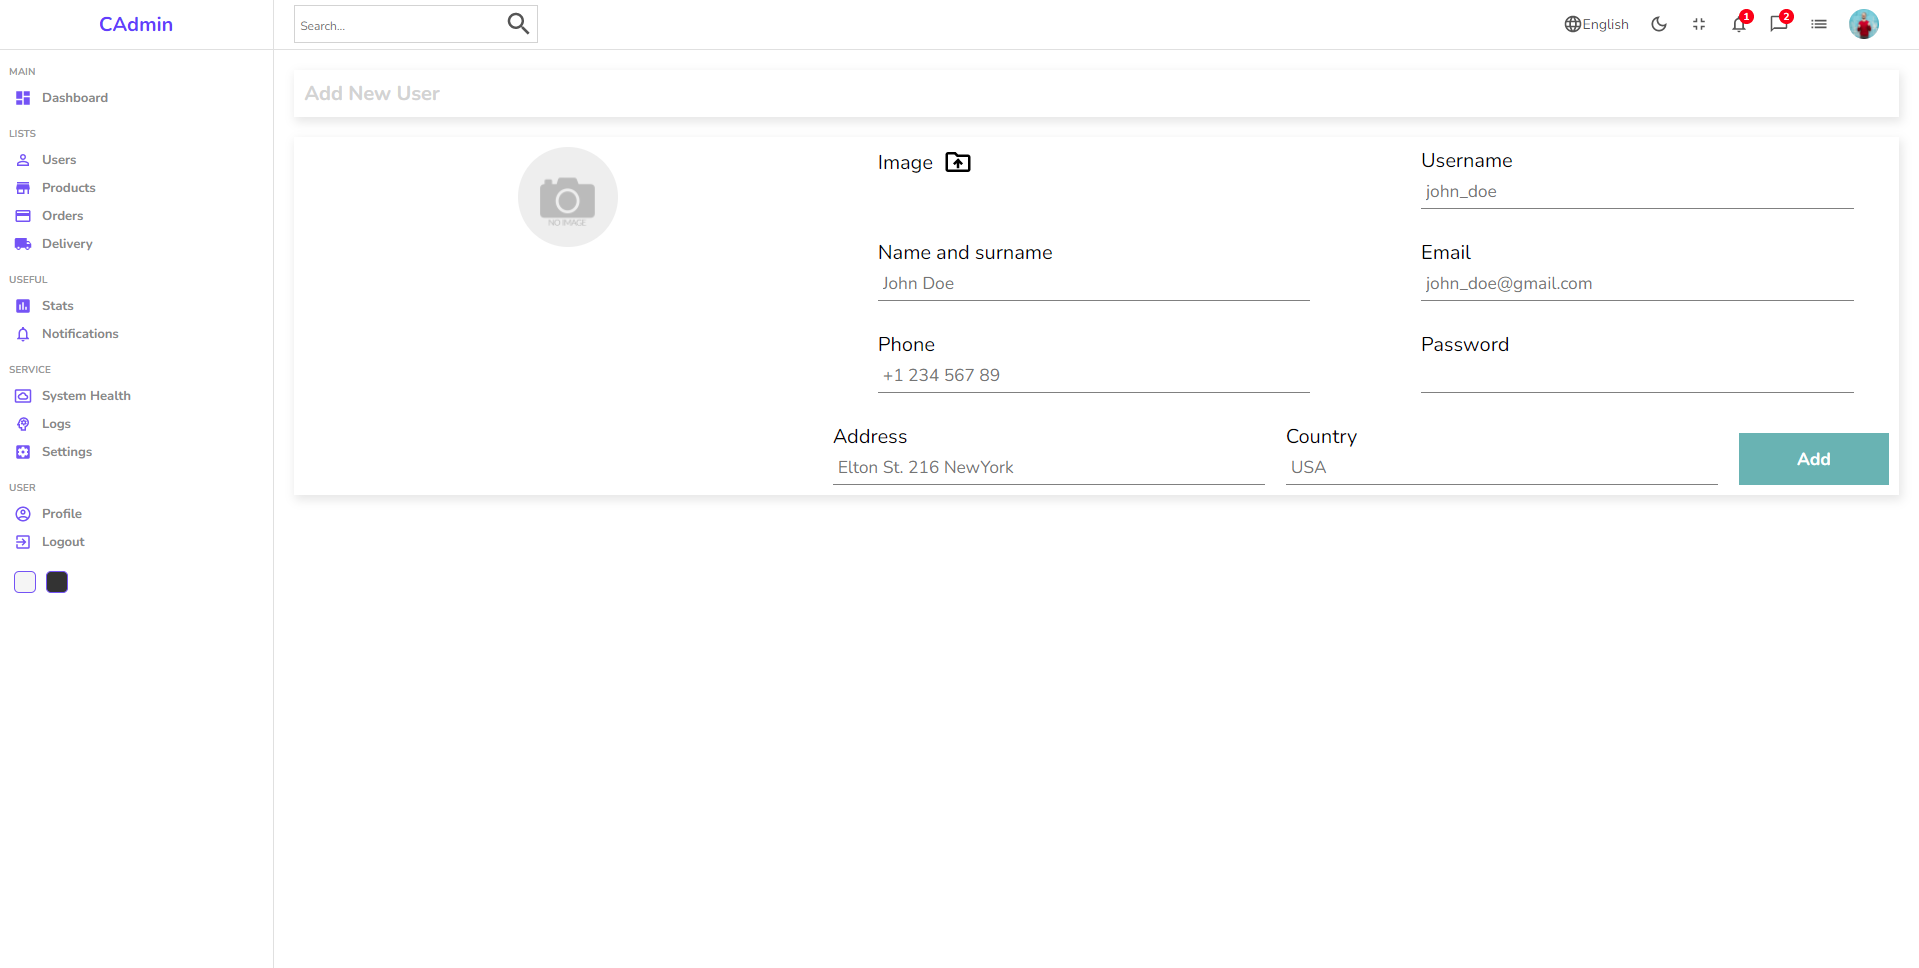 CAdmin
Search...
English
1
2
MAIN
Dashboard
LISTS
Users
Products
Orders
Delivery
USEFUL
Stats
Notifications
SERVICE
System Health
Logs
Settings
USER
Profile
Logout
Add New User
NO IMAGE
Image
Username
john_doe
Name and surname
John Doe
Email
john_doe@gmail.com
Phone
+1 234 567 89
Password
Address
Elton St. 216 NewYork
Country
USA
Add